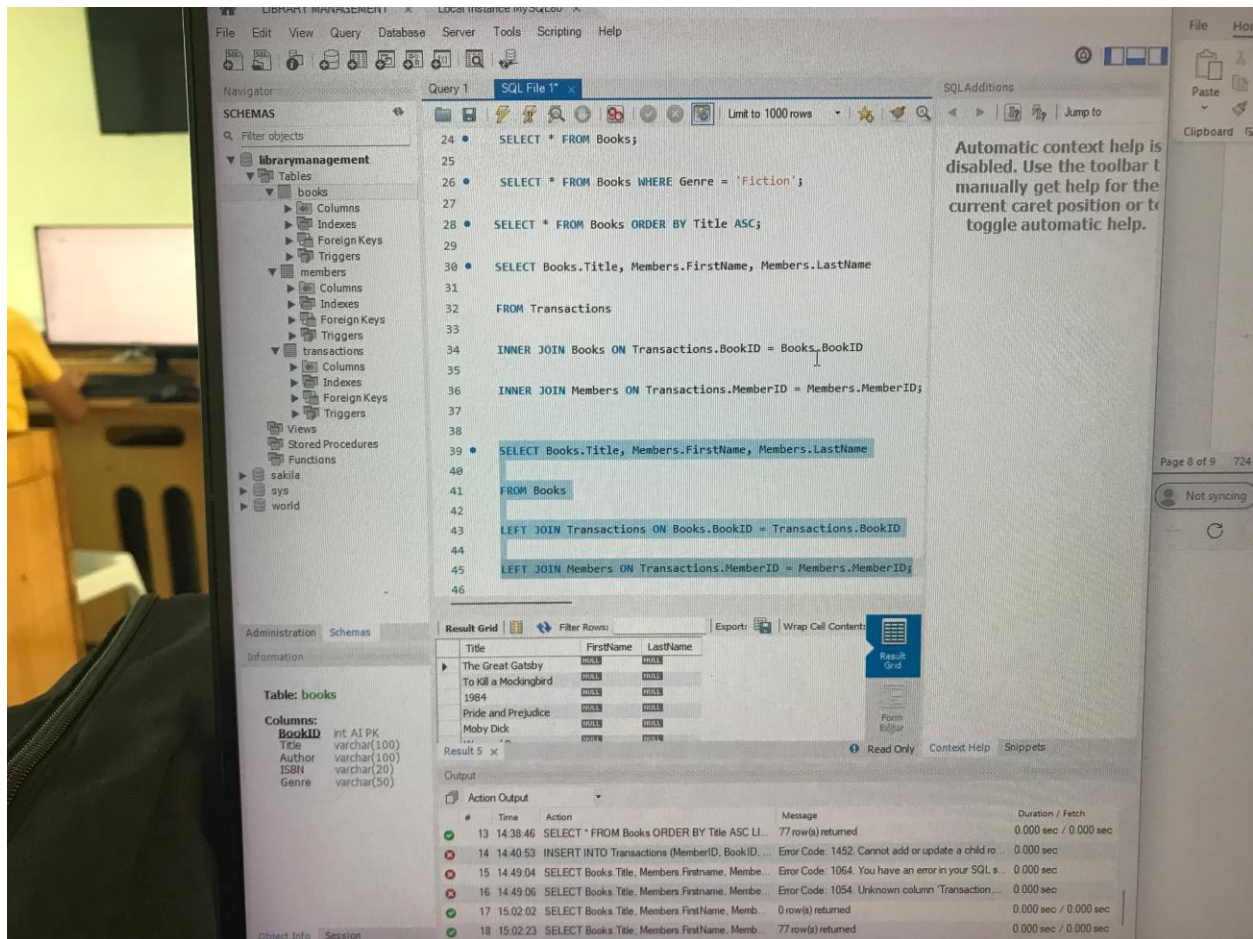 LIBRARY MANAGEMENT ×
Local instance MySQL80 ×
File Edit View Query Database Server Tools Scripting Help
Navigator
SCHEMAS
Filter objects
librarymanagement
Tables
books
Columns
Indexes
Foreign Keys
Triggers
members
Columns
Indexes
Foreign Keys
Triggers
transactions
Columns
Indexes
Foreign Keys
Triggers
Views
Stored Procedures
Functions
sakila
sys
world
Administration Schemas
Information
Table: books
Columns:
BookID int AI PK
Title varchar(100)
Author varchar(100)
ISBN varchar(20)
Genre varchar(50)
Object Info Session
Query 1 SQL File 1* ×
Limit to 1000 rows
24 SELECT * FROM Books;
25
26 SELECT * FROM Books WHERE Genre = 'Fiction';
27
28 SELECT * FROM Books ORDER BY Title ASC;
29
30 SELECT Books.Title, Members.FirstName, Members.LastName
31
32 FROM Transactions
33
34 INNER JOIN Books ON Transactions.BookID = Books.BookID
35
36 INNER JOIN Members ON Transactions.MemberID = Members.MemberID;
37
38
39 SELECT Books.Title, Members.FirstName, Members.LastName
40
41 FROM Books
42
43 LEFT JOIN Transactions ON Books.BookID = Transactions.BookID
44
45 LEFT JOIN Members ON Transactions.MemberID = Members.MemberID;
46
Result Grid Filter Rows: Export: Wrap Cell Content:
Title FirstName LastName
The Great Gatsby NULL NULL
To Kill a Mockingbird NULL NULL
1984 NULL NULL
Pride and Prejudice NULL NULL
Moby Dick NULL NULL
NULL NULL
Result Grid
Form Editor
Result 5 ×
Read Only Context Help Snippets
Output
Action Output
# Time Action Message Duration / Fetch
13 14:38:46 SELECT * FROM Books ORDER BY Title ASC LI... 77 row(s) returned 0.000 sec / 0.000 sec
14 14:40:53 INSERT INTO Transactions (MemberID, BookID, ... Error Code: 1452. Cannot add or update a child ro... 0.000 sec
15 14:49:04 SELECT Books.Title, Members.Firstname, Membe... Error Code: 1064. You have an error in your SQL s... 0.000 sec
16 14:49:06 SELECT Books.Title, Members.Firstname, Membe... Error Code: 1054. Unknown column 'Transaction.... 0.000 sec
17 15:02:02 SELECT Books.Title, Members.FirstName, Memb... 0 row(s) returned 0.000 sec / 0.000 sec
18 15:02:23 SELECT Books.Title, Members.FirstName, Memb... 77 row(s) returned 0.000 sec / 0.000 sec
SQLAdditions
Jump to
Automatic context help is
disabled. Use the toolbar t
manually get help for the
current caret position or to
toggle automatic help.
File Ho
Paste
Clipboard
Page 8 of 9 724
Not syncing